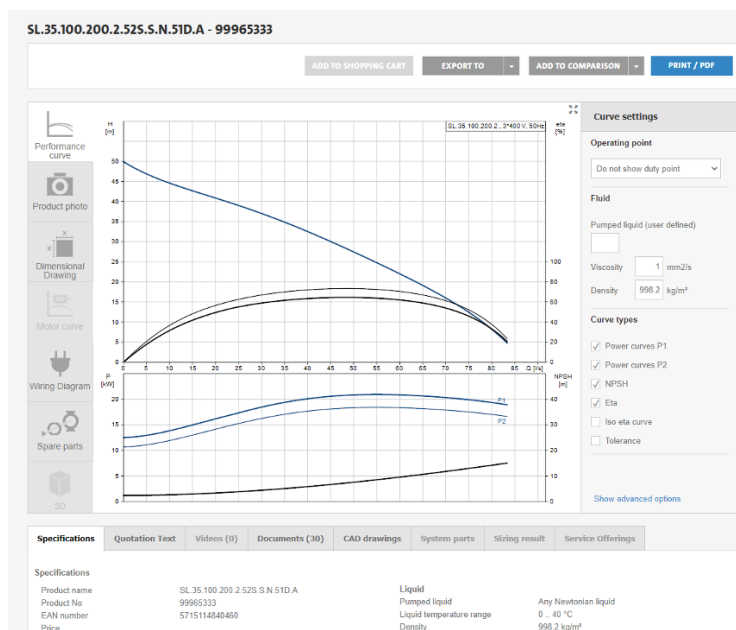 SL.35.100.200.2.52S.S.N.51D.A - 99965333
ADD TO SHOPPING CART
EXPORT TO
ADD TO COMPARISON
PRINT / PDF
Performance
curve
Product photo
Dimensional
Drawing
Motor curve
Wiring Diagram
Spare parts
3D
H
[m]
SL.35.100.200.2.., 3*400 V, 50Hz
eta
[%]
50
45
40
35
30
25
20
15
10
5
0
100
80
60
40
20
0
0 5 10 15 20 25 30 35 40 45 50 55 60 65 70 75 80 85 Q [l/s]
P
[kW]
NPSH
[m]
20
15
10
5
0
40
30
20
10
0
P1
P2
Curve settings
Operating point
Do not show duty point
Fluid
Pumped liquid (user defined)
Viscosity 1 mm2/s
Density 998.2 kg/m³
Curve types
Power curves P1
Power curves P2
NPSH
Eta
Iso eta curve
Tolerance
Show advanced options
Specifications
Quotation Text
Videos (0)
Documents (30)
CAD drawings
System parts
Sizing result
Service Offerings
Specifications
Product name SL.35.100.200.2.52S.S.N.51D.A
Product No 99965333
EAN number 5715114840460
Price
Liquid
Pumped liquid Any Newtonian liquid
Liquid temperature range 0 .. 40 °C
Density 998.2 kg/m³